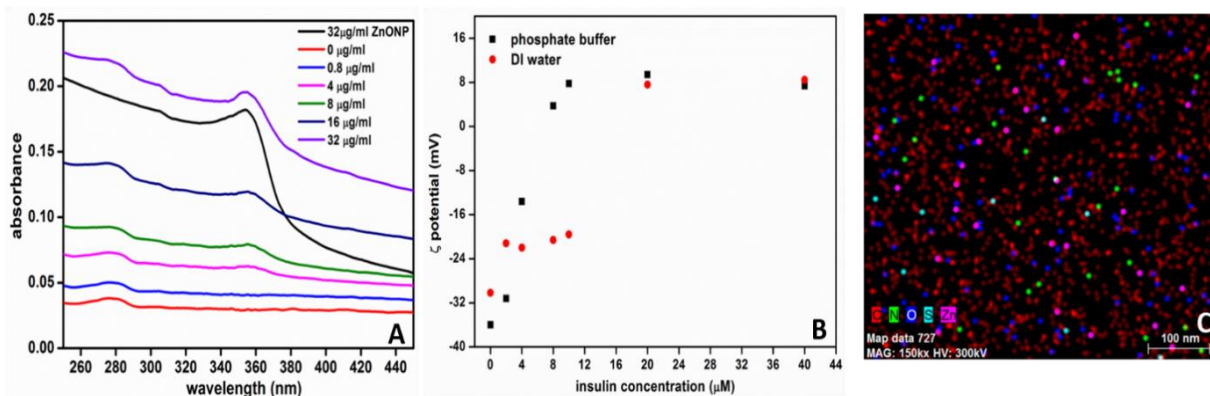 0.25
0.20
0.15
0.10
0.05
0.00
absorbance
260 280 300 320 340 360 380 400 420 440
wavelength (nm)
32μg/ml ZnONP
0 μg/ml
0.8 μg/ml
4 μg/ml
8 μg/ml
16 μg/ml
32 μg/ml
A
16
8
0
-8
-16
-24
-32
-40
ζ potential (mV)
0 4 8 12 16 20 24 28 32 36 40 44
insulin concentration (μM)
phosphate buffer
DI water
B
C N O S Zn
Map data 727
MAG: 150kx HV: 300kV
100 nm
C